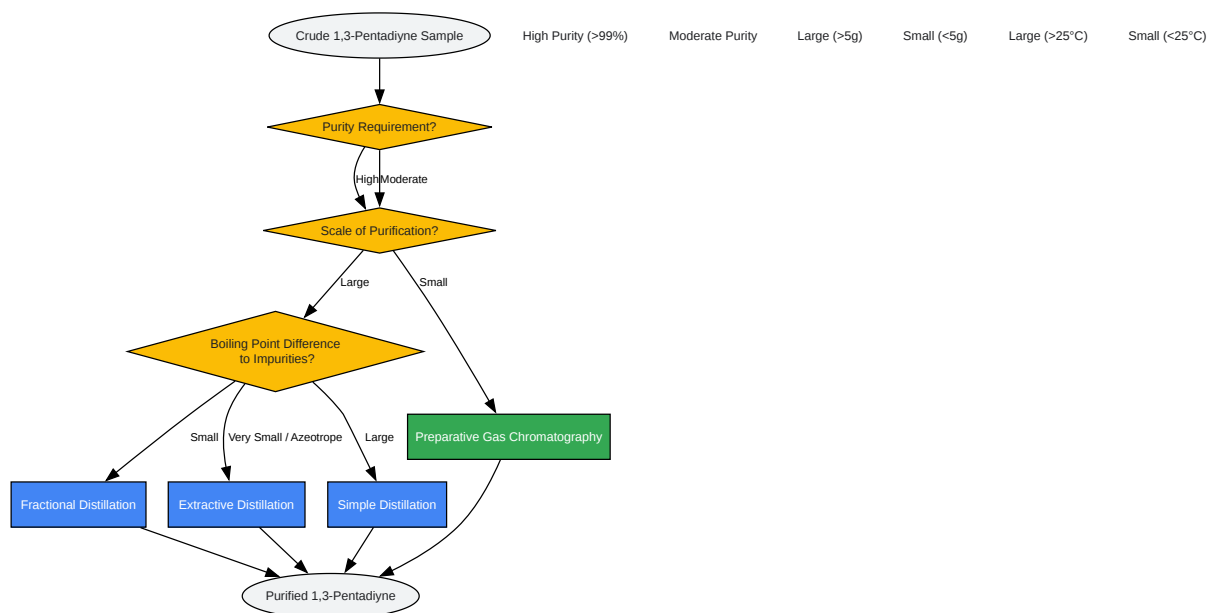 Crude 1,3-Pentadiyne Sample
High Purity (>99%)
Moderate Purity
Large (>5g)
Small (<5g)
Large (>25°C)
Small (<25°C)
Purity Requirement?
High
Moderate
Scale of Purification?
Large
Small
Boiling Point Difference
to Impurities?
Small
Very Small / Azeotrope
Large
Preparative Gas Chromatography
Fractional Distillation
Extractive Distillation
Simple Distillation
Purified 1,3-Pentadiyne